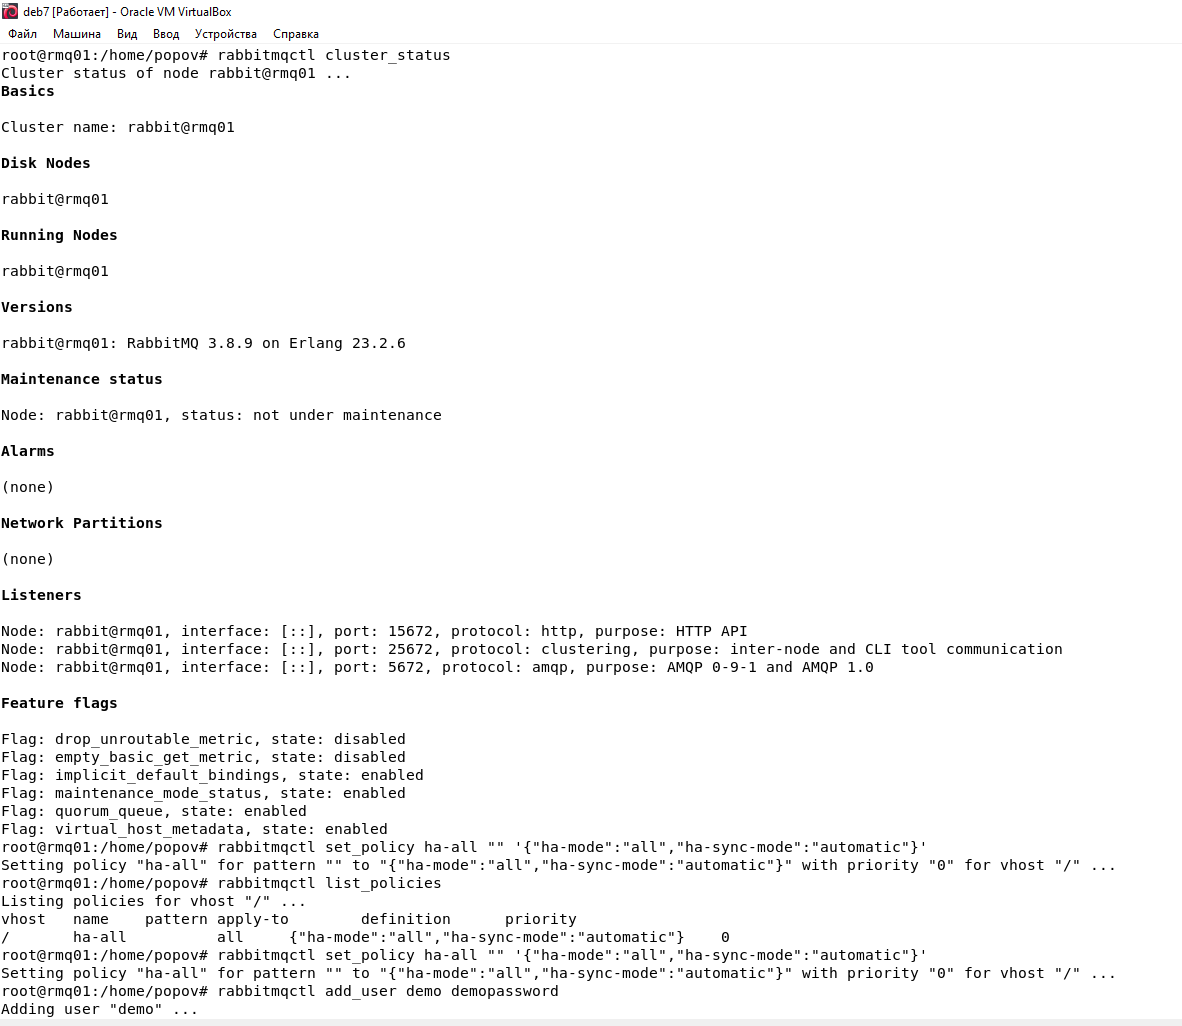 deb7 [Работает] - Oracle VM VirtualBox
Файл Машина Вид Ввод Устройства Справка
root@rmq01:/home/popov# rabbitmqctl cluster_status
Cluster status of node rabbit@rmq01 ...
Basics
Cluster name: rabbit@rmq01
Disk Nodes
rabbit@rmq01
Running Nodes
rabbit@rmq01
Versions
rabbit@rmq01: RabbitMQ 3.8.9 on Erlang 23.2.6
Maintenance status
Node: rabbit@rmq01, status: not under maintenance
Alarms
(none)
Network Partitions
(none)
Listeners
Node: rabbit@rmq01, interface: [::], port: 15672, protocol: http, purpose: HTTP API
Node: rabbit@rmq01, interface: [::], port: 25672, protocol: clustering, purpose: inter-node and CLI tool communication
Node: rabbit@rmq01, interface: [::], port: 5672, protocol: amqp, purpose: AMQP 0-9-1 and AMQP 1.0
Feature flags
Flag: drop_unroutable_metric, state: disabled
Flag: empty_basic_get_metric, state: disabled
Flag: implicit_default_bindings, state: enabled
Flag: maintenance_mode_status, state: enabled
Flag: quorum_queue, state: enabled
Flag: virtual_host_metadata, state: enabled
root@rmq01:/home/popov# rabbitmqctl set_policy ha-all "" '{"ha-mode":"all","ha-sync-mode":"automatic"}'
Setting policy "ha-all" for pattern "" to "{"ha-mode":"all","ha-sync-mode":"automatic"}" with priority "0" for vhost "/" ...
root@rmq01:/home/popov# rabbitmqctl list_policies
Listing policies for vhost "/" ...
vhost name pattern apply-to definition priority
/ ha-all all {"ha-mode":"all","ha-sync-mode":"automatic"} 0
root@rmq01:/home/popov# rabbitmqctl set_policy ha-all "" '{"ha-mode":"all","ha-sync-mode":"automatic"}'
Setting policy "ha-all" for pattern "" to "{"ha-mode":"all","ha-sync-mode":"automatic"}" with priority "0" for vhost "/" ...
root@rmq01:/home/popov# rabbitmqctl add_user demo demopassword
Adding user "demo" ...